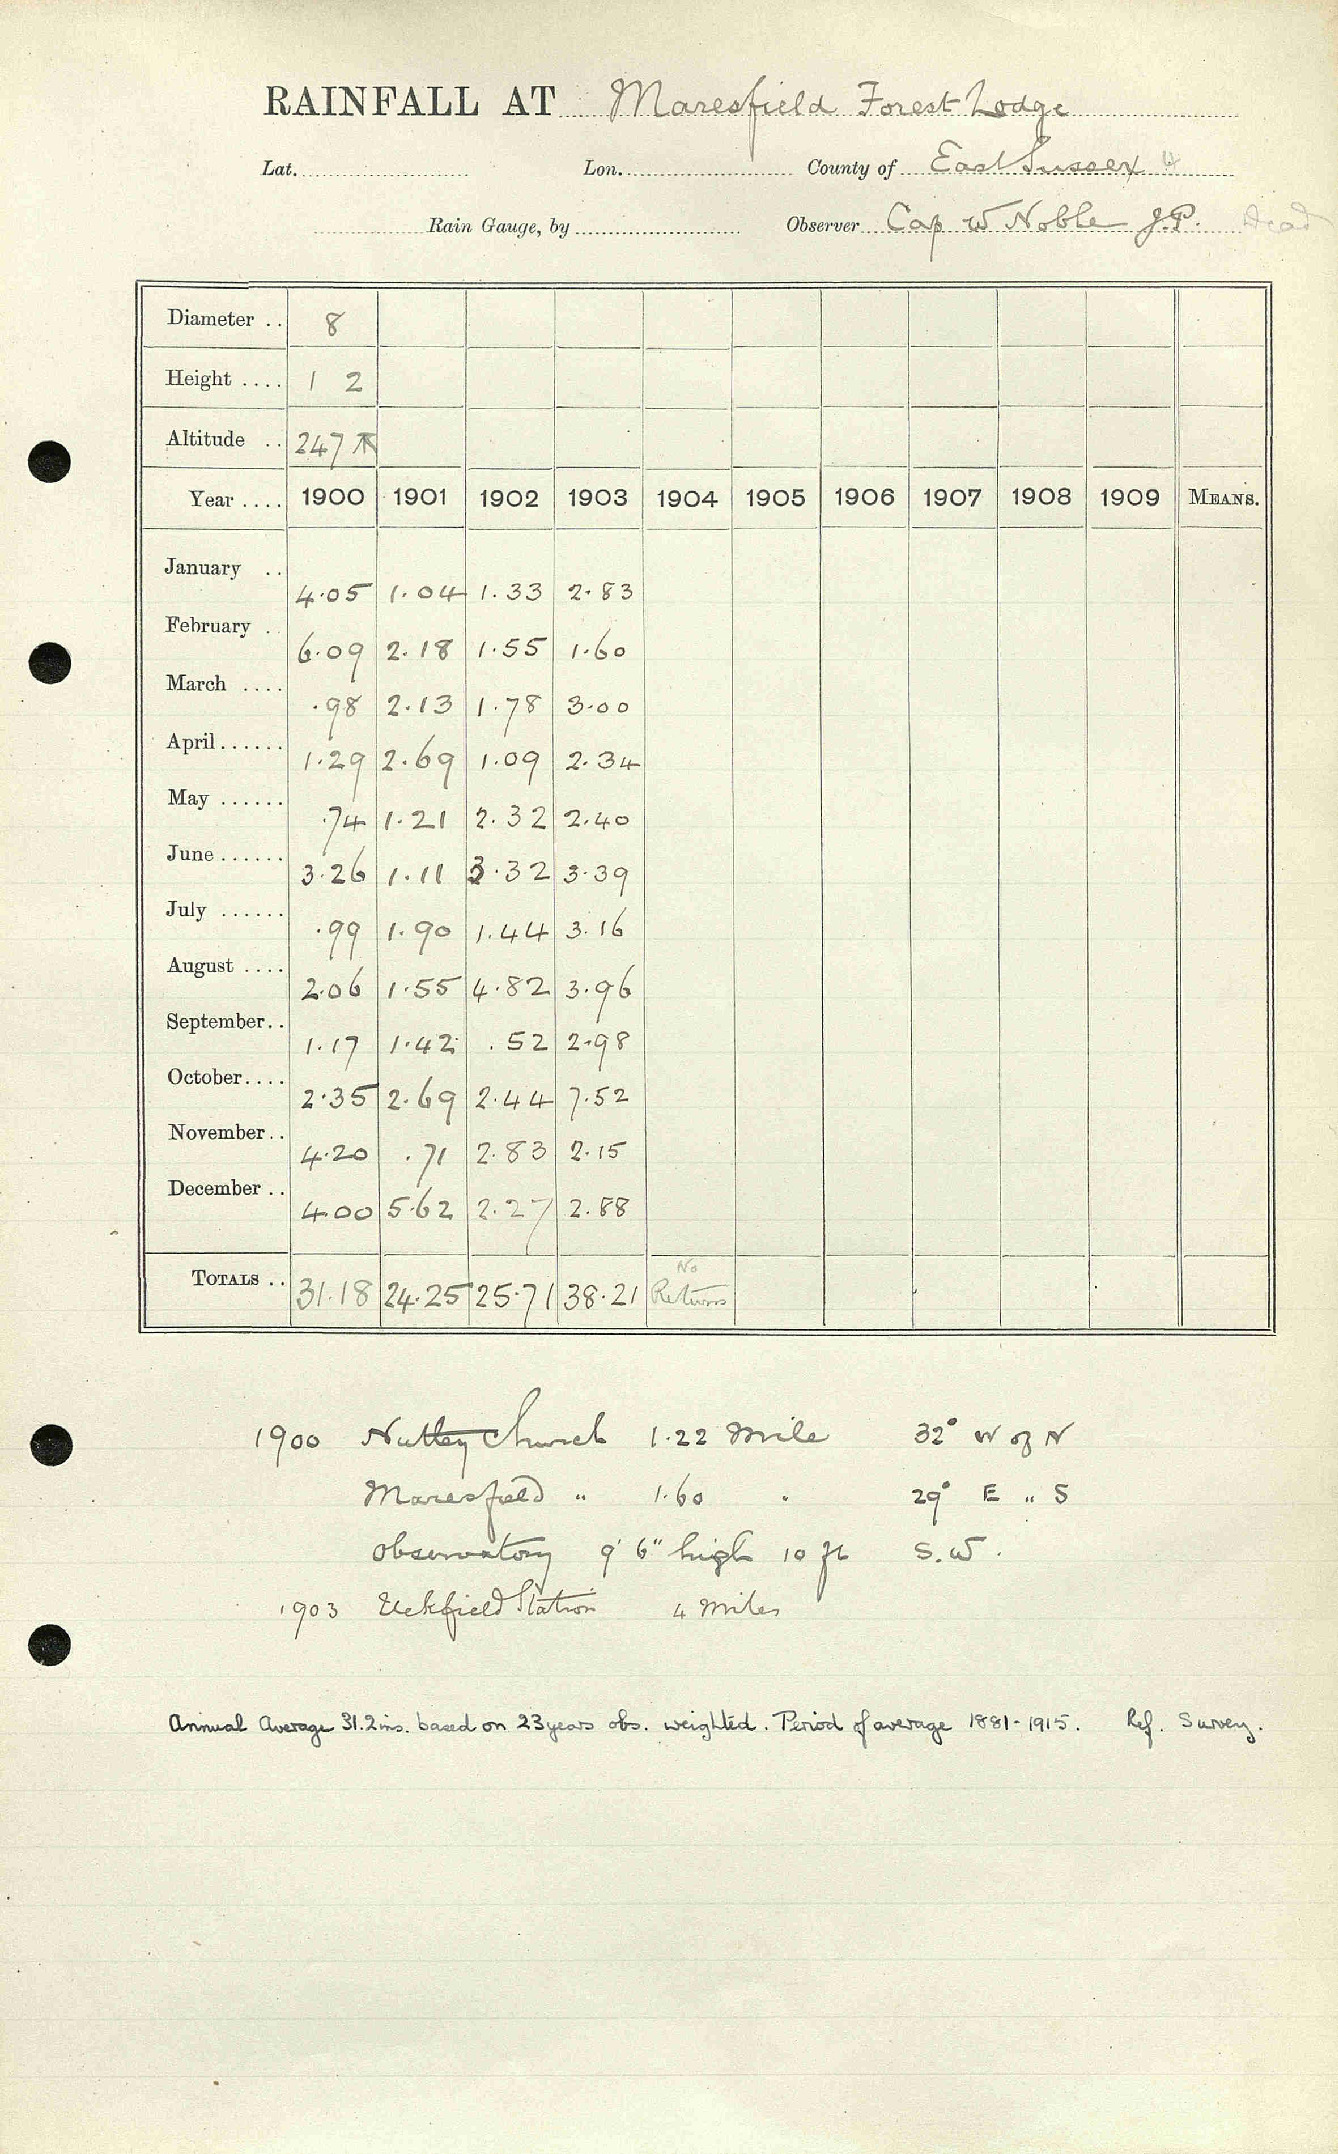 RAINFALL AT Maresfield Forest Lodge
Lat. Lon. County of East Sussex 4
Rain Gauge, by Observer Cap W Noble J.P. Dead
Diameter .. 8
Height .... 1 2
Altitude .. 247
Year .... 1900 1901 1902 1903 1904 1905 1906 1907 1908 1909 MEANS.
January .. 4.05 1.04 1.33 2.83
February . 6.09 2.18 1.55 1.60
March .... .98 2.13 1.78 3.00
April ...... 1.29 2.69 1.09 2.34
May ...... .74 1.21 2.32 2.40
June ...... 3.26 1.11 3.32 3.39
July ...... .99 1.90 1.44 3.16
August .... 2.06 1.55 4.82 3.96
September.. 1.17 1.42 .52 2.98
October.... 2.35 2.69 2.44 7.52
November.. 4.20 .71 2.83 2.15
December .. 4.00 5.62 2.27 2.88
TOTALS .. 31.18 24.25 25.71 38.21 No Return
1900 Nutley Church 1.22 Mile 32° W of N
Maresfield " 1.60 " 29° E " S
Observatory 9' 6" high 10 ft S.W.
1903 Uckfield Station 4 Miles
Annual Average 31.2 ins. based on 23 years obs. weighted. Period of average 1881-1915. Ref. Survey.